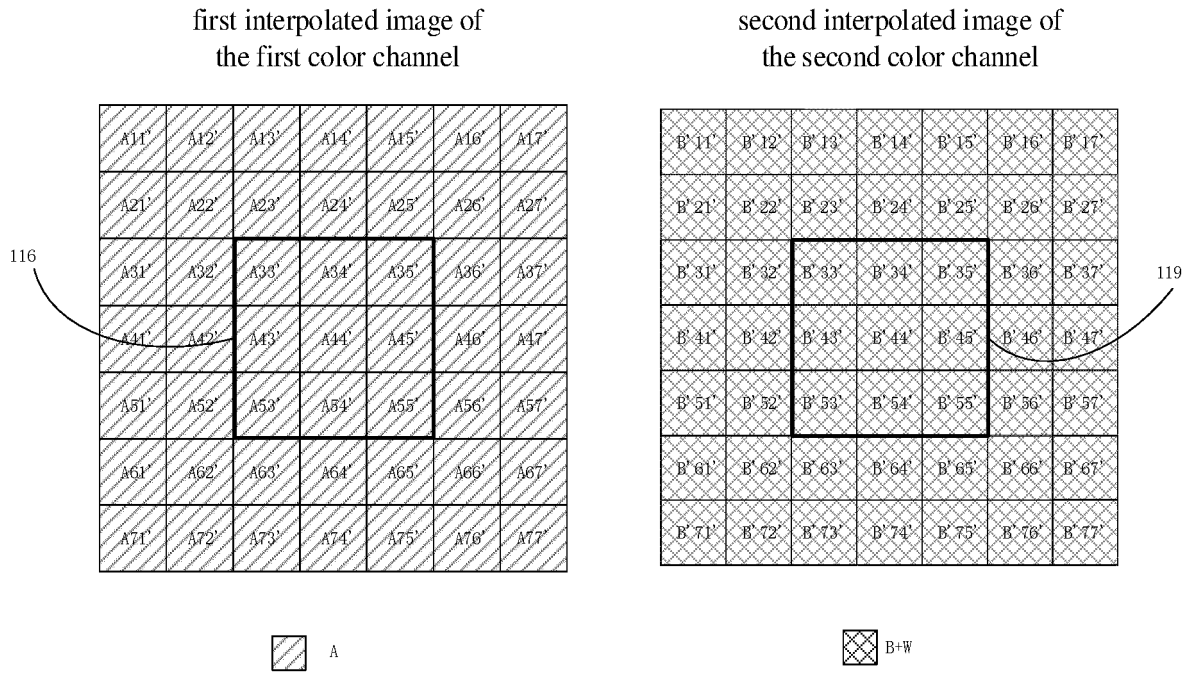 first interpolated image of
the first color channel
second interpolated image of
the second color channel
A11' A12' A13' A14' A15' A16' A17'
A21' A22' A23' A24' A25' A26' A27'
A31' A32' A33' A34' A35' A36' A37'
A41' A42' A43' A44' A45' A46' A47'
A51' A52' A53' A54' A55' A56' A57'
A61' A62' A63' A64' A65' A66' A67'
A71' A72' A73' A74' A75' A76' A77'
116
B'11' B'12' B'13' B'14' B'15' B'16' B'17'
B'21' B'22' B'23' B'24' B'25' B'26' B'27'
B'31' B'32' B'33' B'34' B'35' B'36' B'37'
B'41' B'42' B'43' B'44' B'45' B'46' B'47'
B'51' B'52' B'53' B'54' B'55' B'56' B'57'
B'61' B'62' B'63' B'64' B'65' B'66' B'67'
B'71' B'72' B'73' B'74' B'75' B'76' B'77'
119
A
B+W